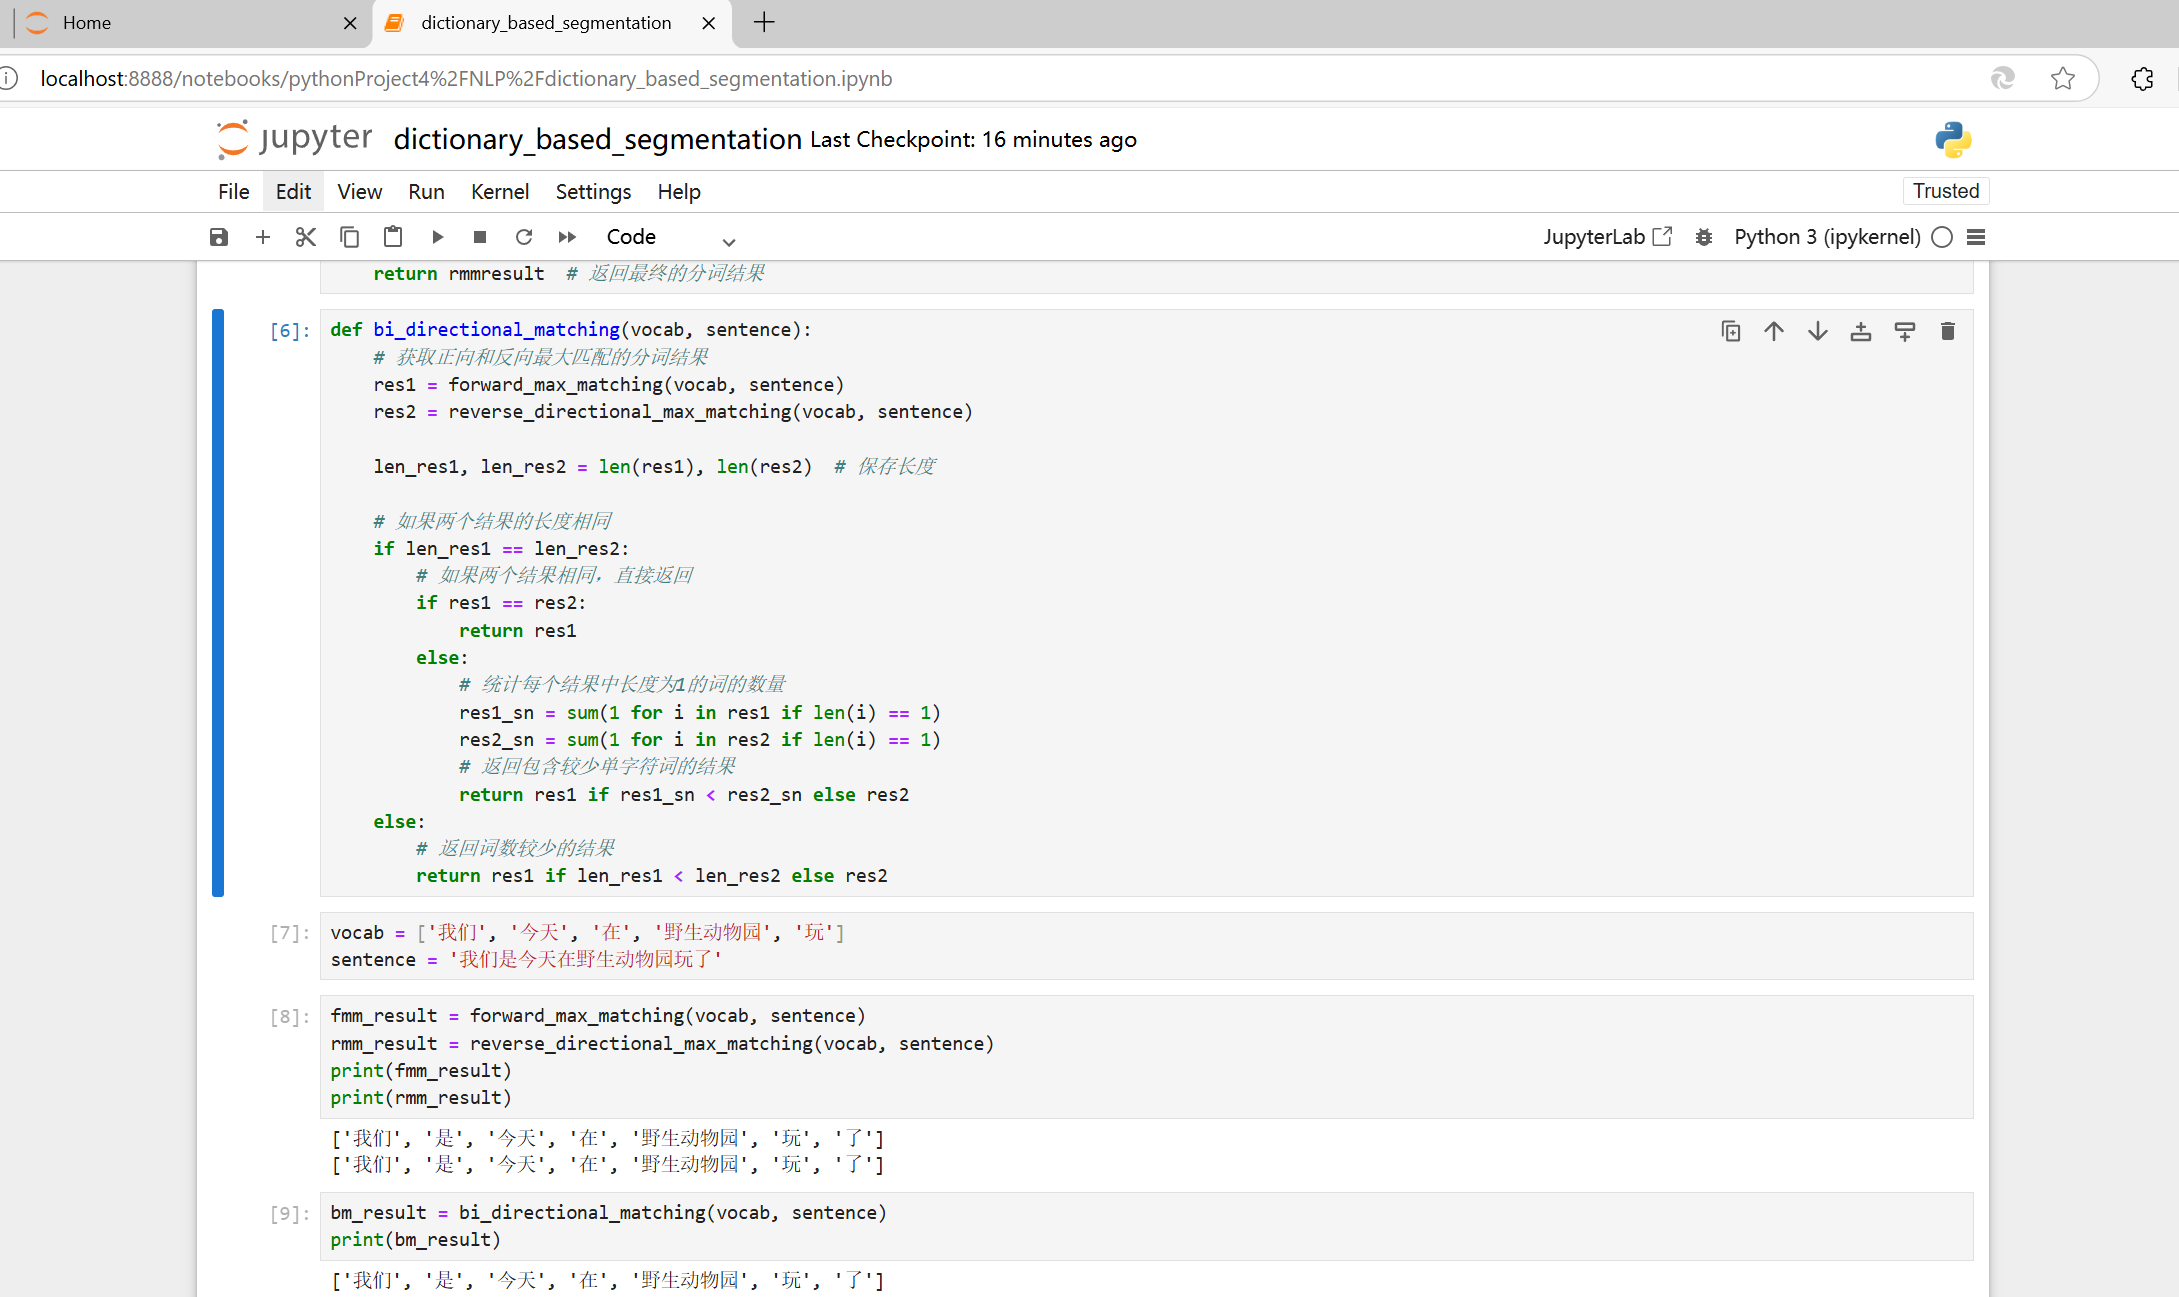 Home
dictionary_based_segmentation
localhost:8888/notebooks/pythonProject4%2FNLP%2Fdictionary_based_segmentation.ipynb
jupyter dictionary_based_segmentation Last Checkpoint: 16 minutes ago
File Edit View Run Kernel Settings Help
Trusted
Code
JupyterLab
Python 3 (ipykernel)
    return rmmresult  # 返回最终的分词结果
[6]:
def bi_directional_matching(vocab, sentence):
    # 获取正向和反向最大匹配的分词结果
    res1 = forward_max_matching(vocab, sentence)
    res2 = reverse_directional_max_matching(vocab, sentence)
    len_res1, len_res2 = len(res1), len(res2)  # 保存长度
    # 如果两个结果的长度相同
    if len_res1 == len_res2:
        # 如果两个结果相同，直接返回
        if res1 == res2:
            return res1
        else:
            # 统计每个结果中长度为1的词的数量
            res1_sn = sum(1 for i in res1 if len(i) == 1)
            res2_sn = sum(1 for i in res2 if len(i) == 1)
            # 返回包含较少单字符词的结果
            return res1 if res1_sn < res2_sn else res2
    else:
        # 返回词数较少的结果
        return res1 if len_res1 < len_res2 else res2
[7]:
vocab = ['我们', '今天', '在', '野生动物园', '玩']
sentence = '我们是今天在野生动物园玩了'
[8]:
fmm_result = forward_max_matching(vocab, sentence)
rmm_result = reverse_directional_max_matching(vocab, sentence)
print(fmm_result)
print(rmm_result)
['我们', '是', '今天', '在', '野生动物园', '玩', '了']
['我们', '是', '今天', '在', '野生动物园', '玩', '了']
[9]:
bm_result = bi_directional_matching(vocab, sentence)
print(bm_result)
['我们', '是', '今天', '在', '野生动物园', '玩', '了']